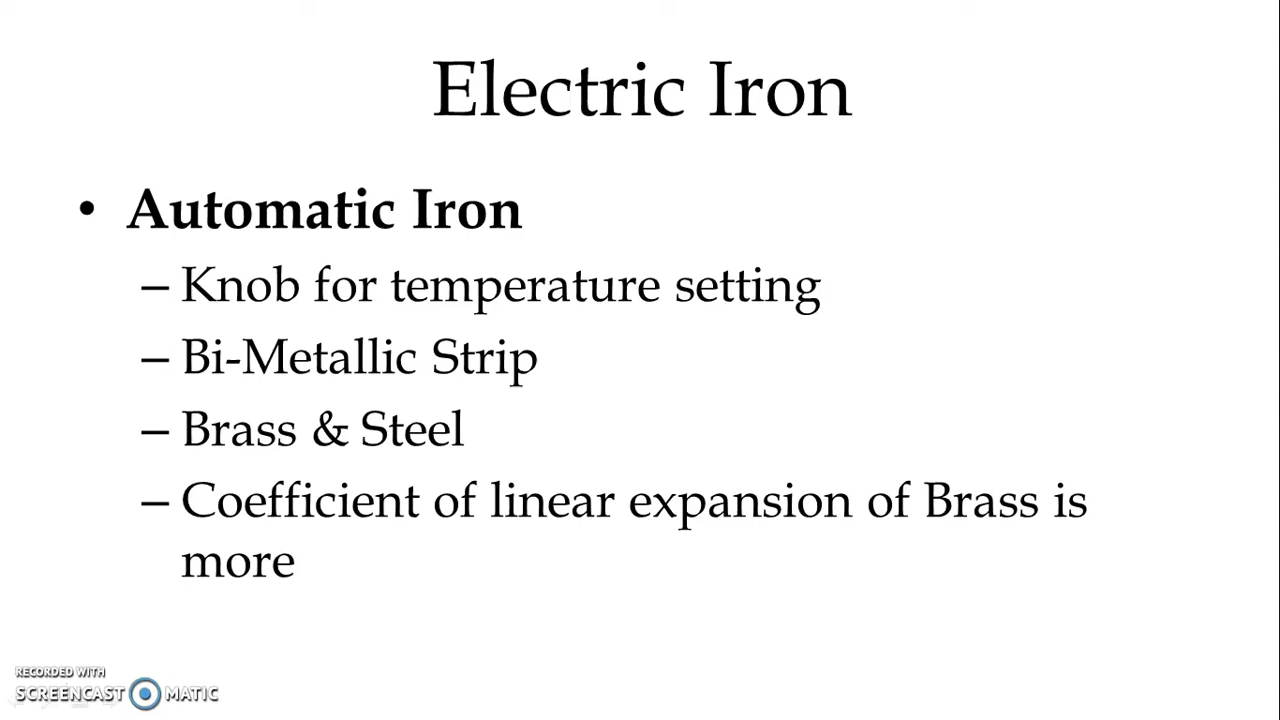 Electric Iron
• Automatic Iron
– Knob for temperature setting
– Bi-Metallic Strip
– Brass & Steel
– Coefficient of linear expansion of Brass is
more
RECORDED WITH
SCREENCAST MATIC